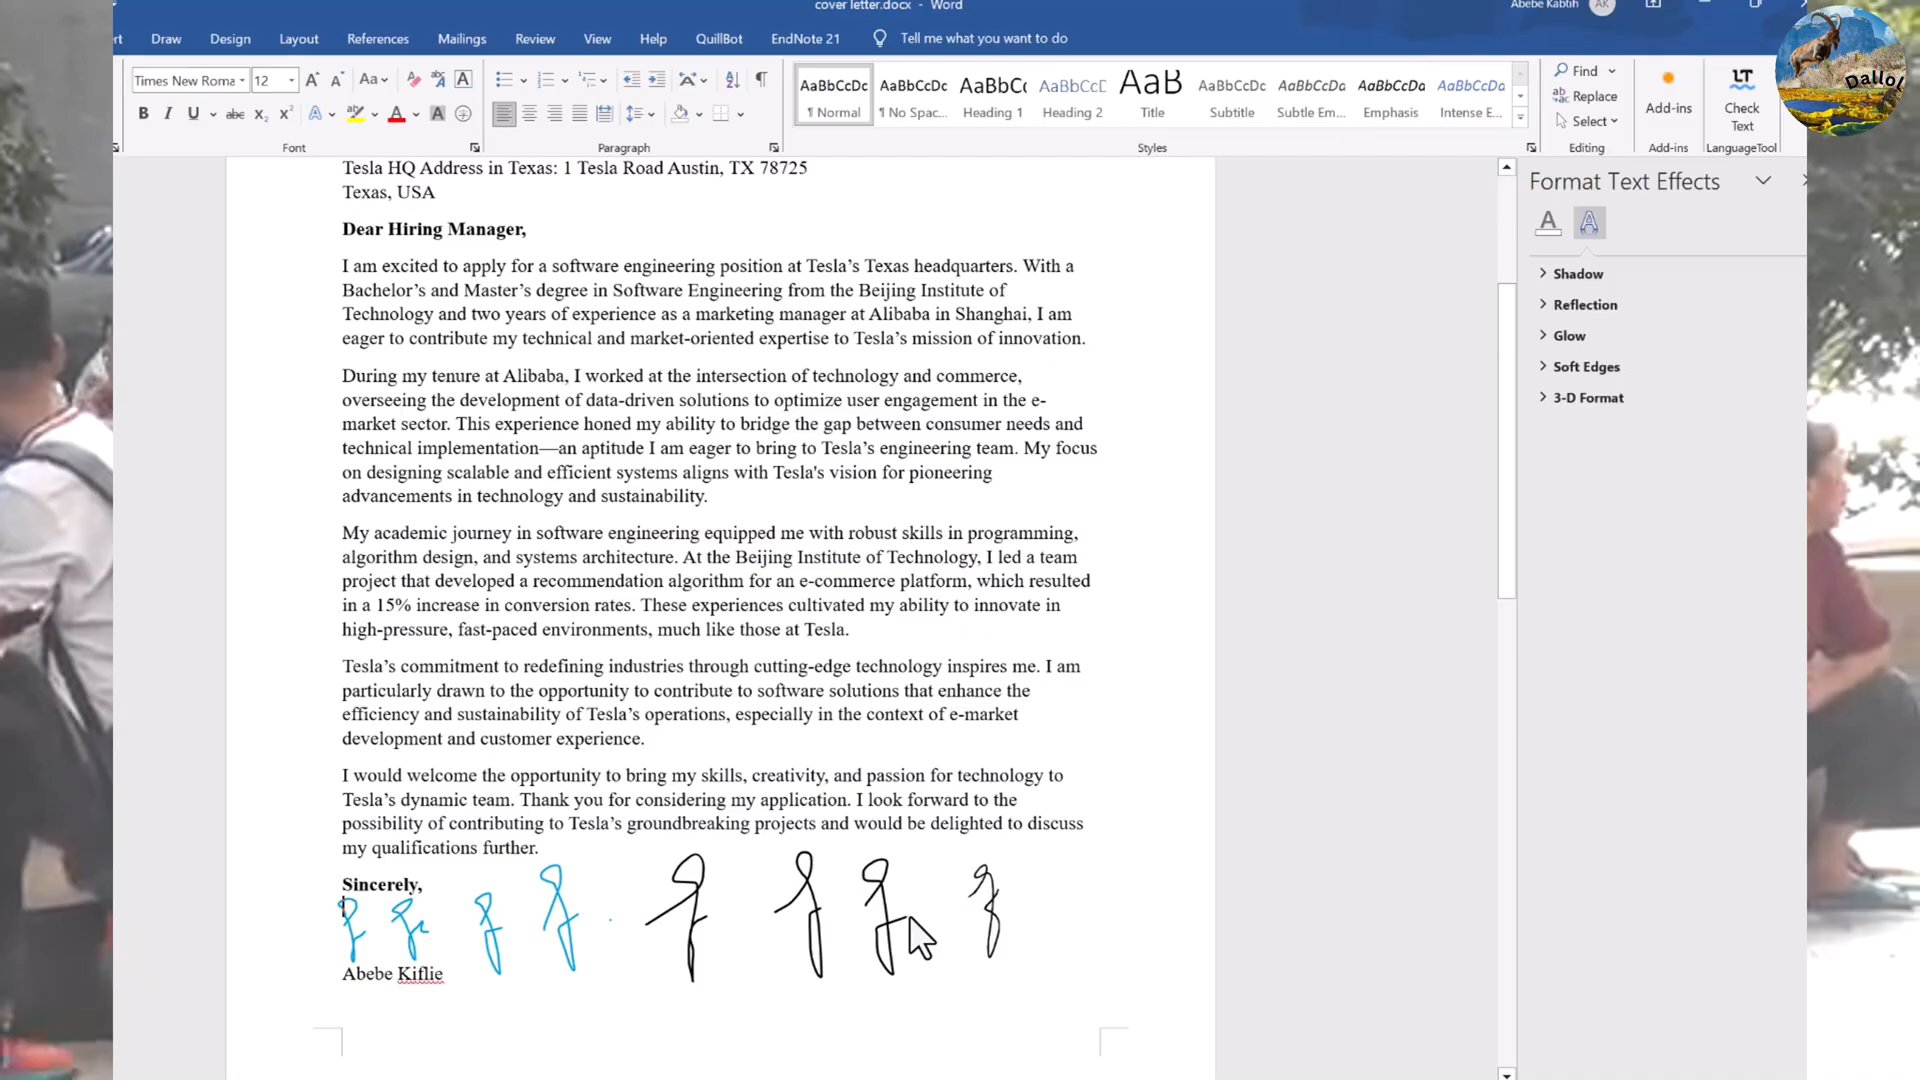 cover letter.docx - Word
Abebe Kabtih AK
Draw Design Layout References Mailings Review View Help QuillBot EndNote 21 Tell me what you want to do
Times New Roma 12
Aa
AaBbCcDc AaBbCcDc AaBbC AaBbCcC AaB AaBbCcDc AaBbCcDa AaBbCcDa AaBbCcDa
¶ Normal ¶ No Spac... Heading 1 Heading 2 Title Subtitle Subtle Em... Emphasis Intense E...
Find
Replace
Select
Add-ins
LT
Check
Text
Dallol
Font Paragraph Styles Editing Add-ins LanguageTool
Format Text Effects
Shadow
Reflection
Glow
Soft Edges
3-D Format
Tesla HQ Address in Texas: 1 Tesla Road Austin, TX 78725
Texas, USA
Dear Hiring Manager,
I am excited to apply for a software engineering position at Tesla’s Texas headquarters. With a
Bachelor’s and Master’s degree in Software Engineering from the Beijing Institute of
Technology and two years of experience as a marketing manager at Alibaba in Shanghai, I am
eager to contribute my technical and market-oriented expertise to Tesla’s mission of innovation.
During my tenure at Alibaba, I worked at the intersection of technology and commerce,
overseeing the development of data-driven solutions to optimize user engagement in the e-
market sector. This experience honed my ability to bridge the gap between consumer needs and
technical implementation—an aptitude I am eager to bring to Tesla’s engineering team. My focus
on designing scalable and efficient systems aligns with Tesla's vision for pioneering
advancements in technology and sustainability.
My academic journey in software engineering equipped me with robust skills in programming,
algorithm design, and systems architecture. At the Beijing Institute of Technology, I led a team
project that developed a recommendation algorithm for an e-commerce platform, which resulted
in a 15% increase in conversion rates. These experiences cultivated my ability to innovate in
high-pressure, fast-paced environments, much like those at Tesla.
Tesla’s commitment to redefining industries through cutting-edge technology inspires me. I am
particularly drawn to the opportunity to contribute to software solutions that enhance the
efficiency and sustainability of Tesla’s operations, especially in the context of e-market
development and customer experience.
I would welcome the opportunity to bring my skills, creativity, and passion for technology to
Tesla’s dynamic team. Thank you for considering my application. I look forward to the
possibility of contributing to Tesla’s groundbreaking projects and would be delighted to discuss
my qualifications further.
Sincerely,
Abebe Kiflie